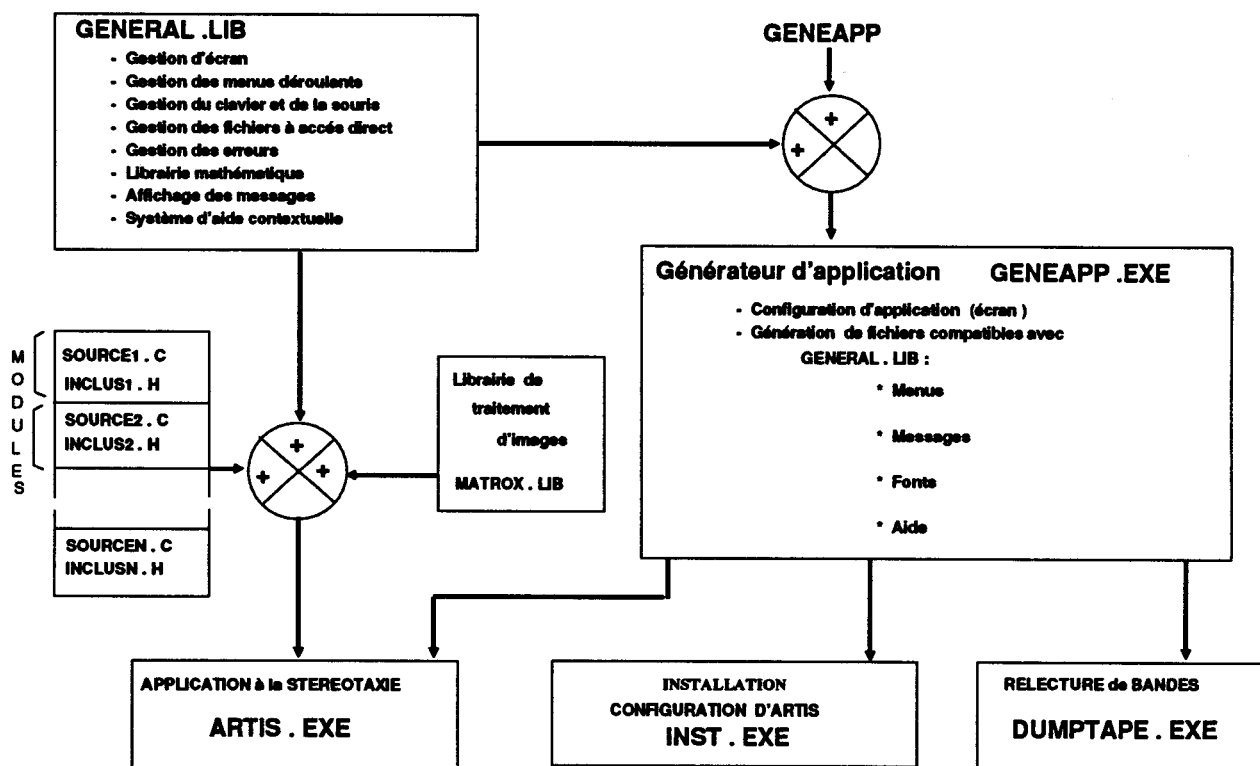 GENERAL .LIB
- Gestion d'écran
- Gestion des menus déroulants
- Gestion du clavier et de la souris
- Gestion des fichiers à accés direct
- Gestion des erreurs
- Librairie mathématique
- Affichage des messages
- Système d'aide contextuelle
GENEAPP
+
+
Générateur d'application GENEAPP .EXE
- Configuration d'application (écran )
- Génération de fichiers compatibles avec
GENERAL . LIB :
* Menus
* Messages
* Fonts
* Aide
MODULES
SOURCE1 . C
INCLUS1 . H
SOURCE2 . C
INCLUS2 . H
SOURCEN . C
INCLUSN . H
+
+
+
Librairie de
traitement
d'images
MATROX . LIB
APPLICATION à la STEREOTAXIE
ARTIS . EXE
INSTALLATION
CONFIGURATION D'ARTIS
INST . EXE
RELECTURE de BANDES
DUMPTAPE . EXE